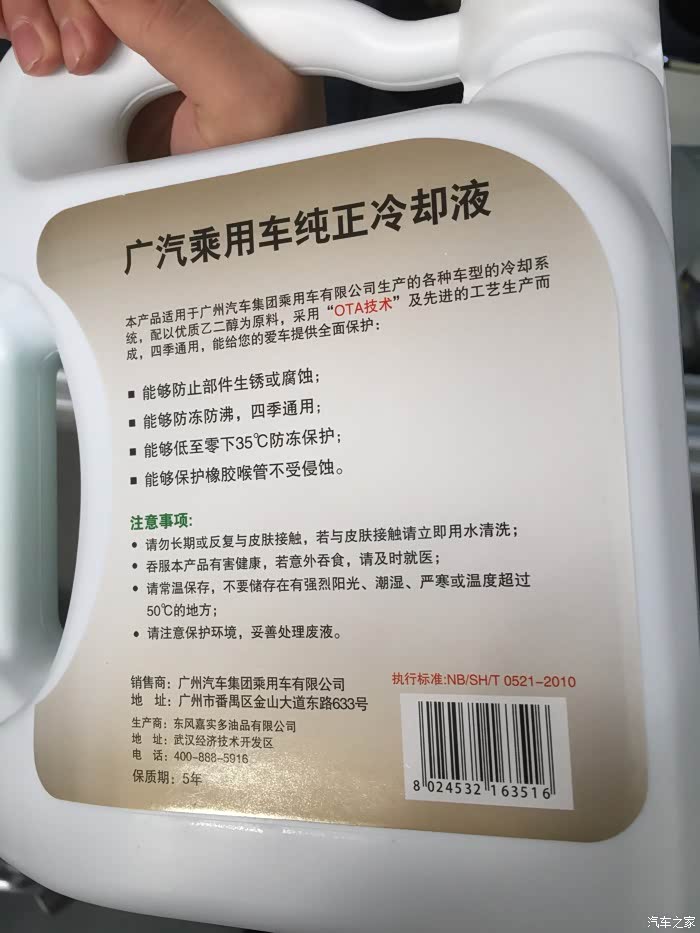 广汽乘用车纯正冷却液
本产品适用于广州汽车集团乘用车有限公司生产的各种车型的冷却系
统，配以优质乙二醇为原料，采用“OTA技术”及先进的工艺生产而
成，四季通用，能给您的爱车提供全面保护：
■ 能够防止部件生锈或腐蚀；
■ 能够防冻防沸，四季通用；
■ 能够低至零下35℃防冻保护；
■ 能够保护橡胶喉管不受侵蚀。
注意事项:
• 请勿长期或反复与皮肤接触，若与皮肤接触请立即用水清洗；
• 吞服本产品有害健康，若意外吞食，请及时就医；
• 请常温保存，不要储存在有强烈阳光、潮湿、严寒或温度超过
50℃的地方；
• 请注意保护环境，妥善处理废液。
销售商：广州汽车集团乘用车有限公司
地 址：广州市番禺区金山大道东路633号
生产商：东风嘉实多油品有限公司
地 址：武汉经济技术开发区
电 话：400-888-5916
保质期：5年
执行标准:NB/SH/T 0521-2010
8 024532 163516
汽车之家